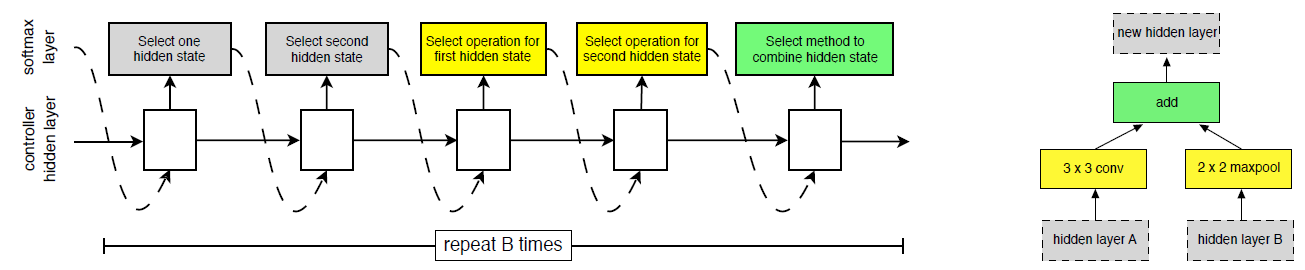 softmax
layer
controller
hidden layer
Select one
hidden state
Select second
hidden state
Select operation for
first hidden state
Select operation for
second hidden state
Select method to
combine hidden state
repeat B times
new hidden layer
add
3 x 3 conv
2 x 2 maxpool
hidden layer A
hidden layer B